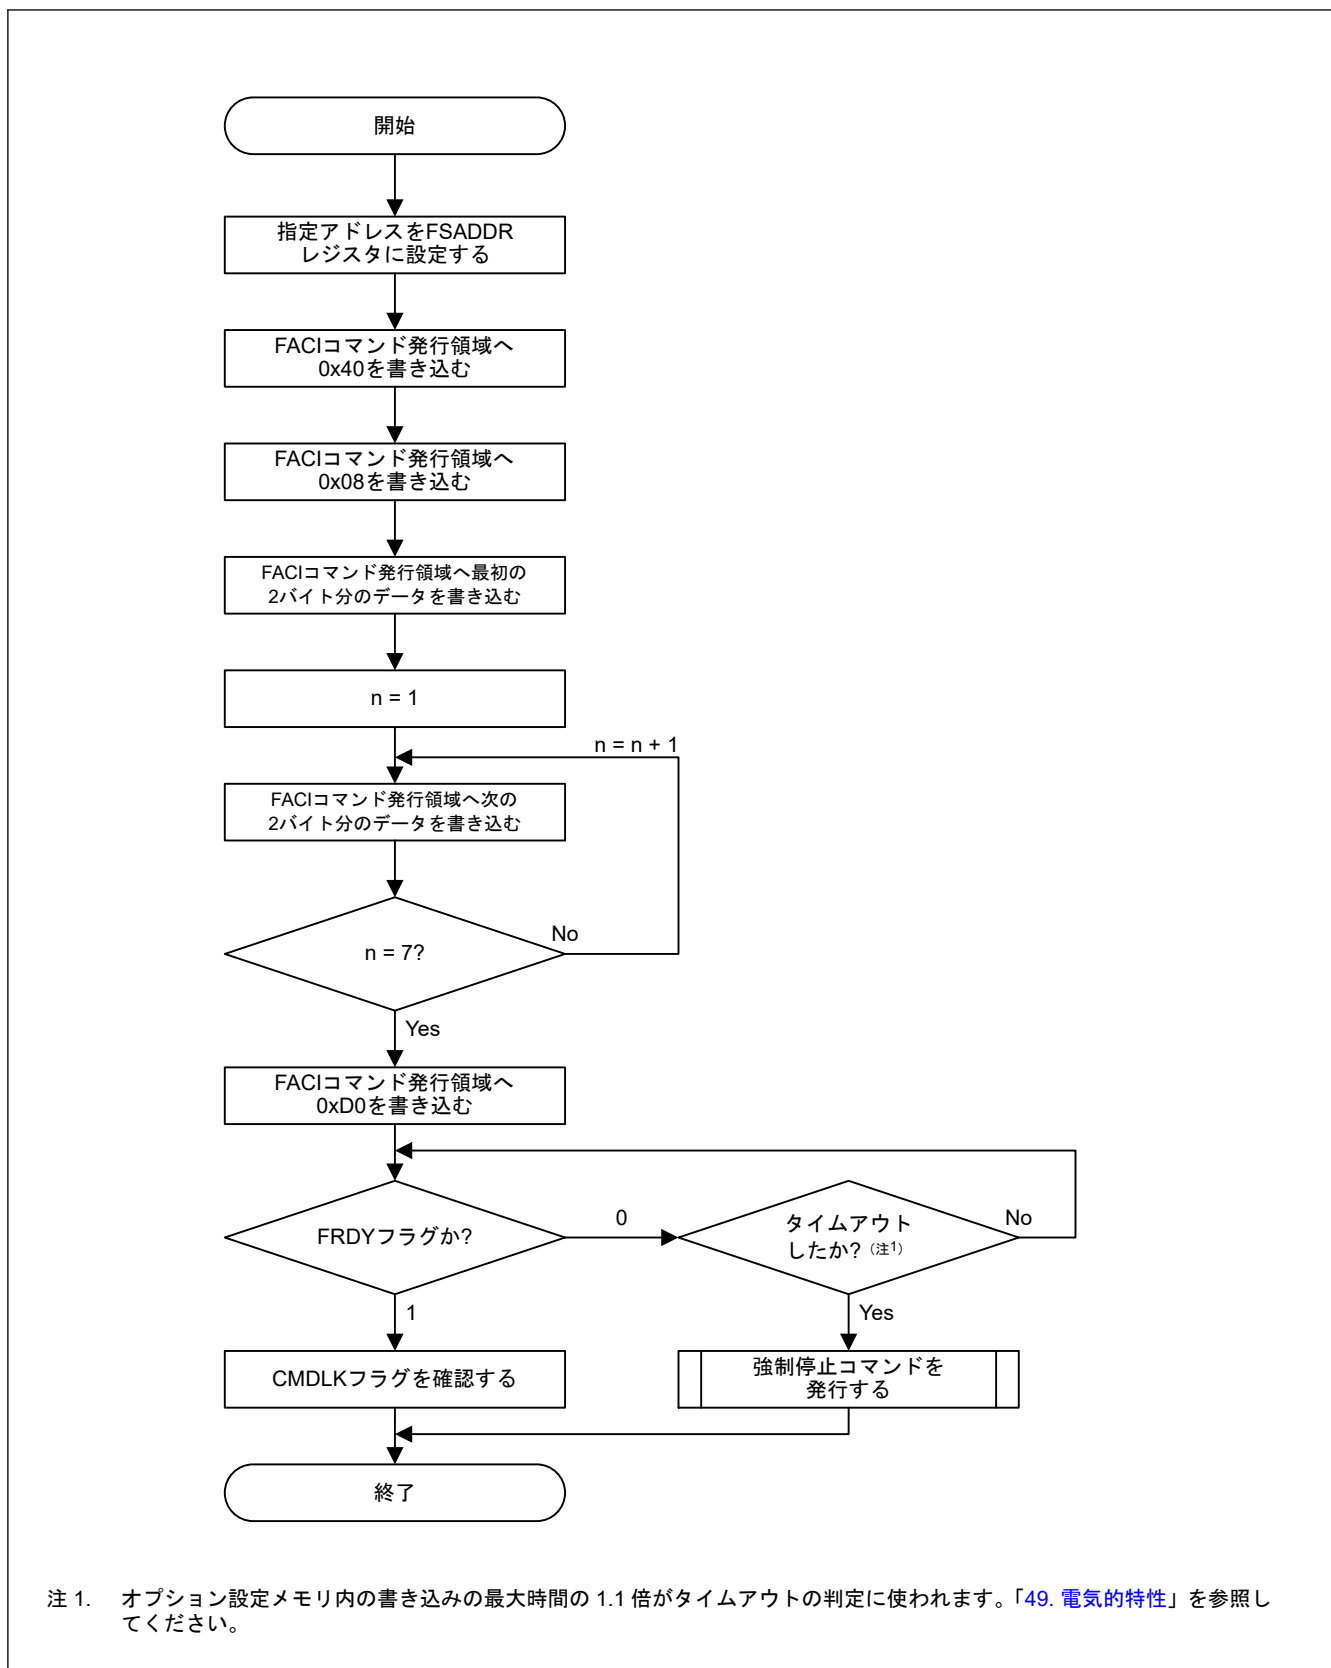 開始
指定アドレスをFSADDR
レジスタに設定する
FACIコマンド発行領域へ
0x40を書き込む
FACIコマンド発行領域へ
0x08を書き込む
FACIコマンド発行領域へ最初の
2バイト分のデータを書き込む
n = 1
n = n + 1
FACIコマンド発行領域へ次の
2バイト分のデータを書き込む
n = 7?
No
Yes
FACIコマンド発行領域へ
0xD0を書き込む
FRDYフラグか?
0
タイムアウト
したか?（注1）
No
1
Yes
CMDLKフラグを確認する
強制停止コマンドを
発行する
終了
注 1. オプション設定メモリ内の書き込みの最大時間の 1.1 倍がタイムアウトの判定に使われます。「49. 電気的特性」を参照し
てください。